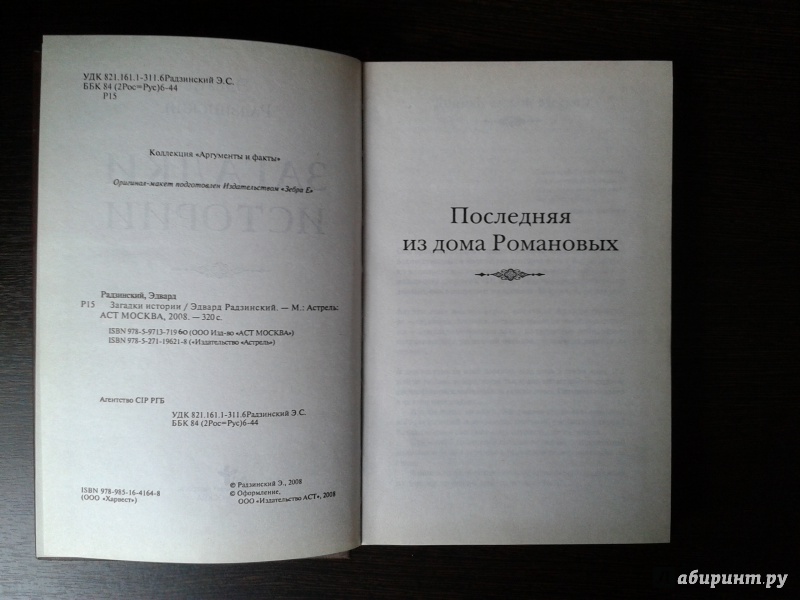 УДК 821.161.1-311.6Радзинский Э.С.
ББК 84 (2Рос=Рус)6-44
Р15
Коллекция «Аргументы и факты»
Оригинал-макет подготовлен Издательством «Зебра Е»
Радзинский, Эдвард
Р15 Загадки истории / Эдвард Радзинский. — М.: Астрель:
АСТ МОСКВА, 2008. — 320 с.
ISBN 978-5-9713-7196-0 (ООО Изд-во «АСТ МОСКВА»)
ISBN 978-5-271-19621-8 («Издательство «Астрель»)
Агентство CIP РГБ
УДК 821.161.1-311.6Радзинский Э.С.
ББК 84 (2Рос=Рус)6-44
ISBN 978-985-16-4164-8
(ООО «Харвест»)
© Радзинский Э., 2008
© Оформление.
ООО «Издательство АСТ», 2008
Последняя
из дома Романовых
ЗАГАДКИ
ИСТОРИИ
Лабиринт.ру